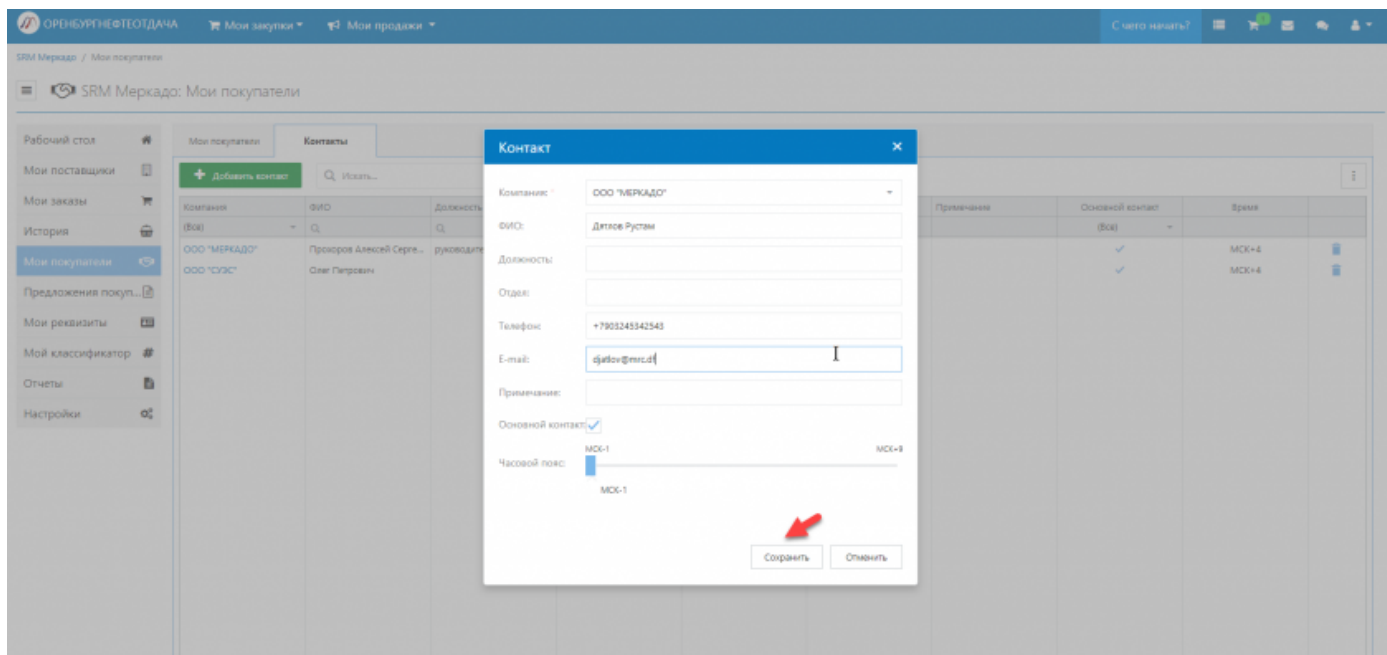 ОРЕНБУРГНЕФТЕОТДАЧА Мои закупки Мои продажи С чего начать? 1
SRM Меркадо / Мои покупатели
SRM Меркадо: Мои покупатели
Рабочий стол
Мои поставщики
Мои заказы
История
Мои покупатели
Предложения покуп...
Мои реквизиты
Мой классификатор
Отчеты
Настройки
Мои покупатели Контакты
Добавить контакт Искать...
Компания ФИО Должность Примечание Основной контакт Время
(Все) (Все)
ООО "МЕРКАДО" Прохоров Алексей Серге... руководите МСК+4
ООО "СУЭС" Олег Петрович МСК+4
Контакт
Компания: * ООО "МЕРКАДО"
ФИО: Дятлов Рустам
Должность:
Отдел:
Телефон: +7903245342543
E-mail: djatlov@mrc.df
Примечание:
Основной контакт:
МСК-1 МСК+9
Часовой пояс:
МСК-1
Сохранить Отменить